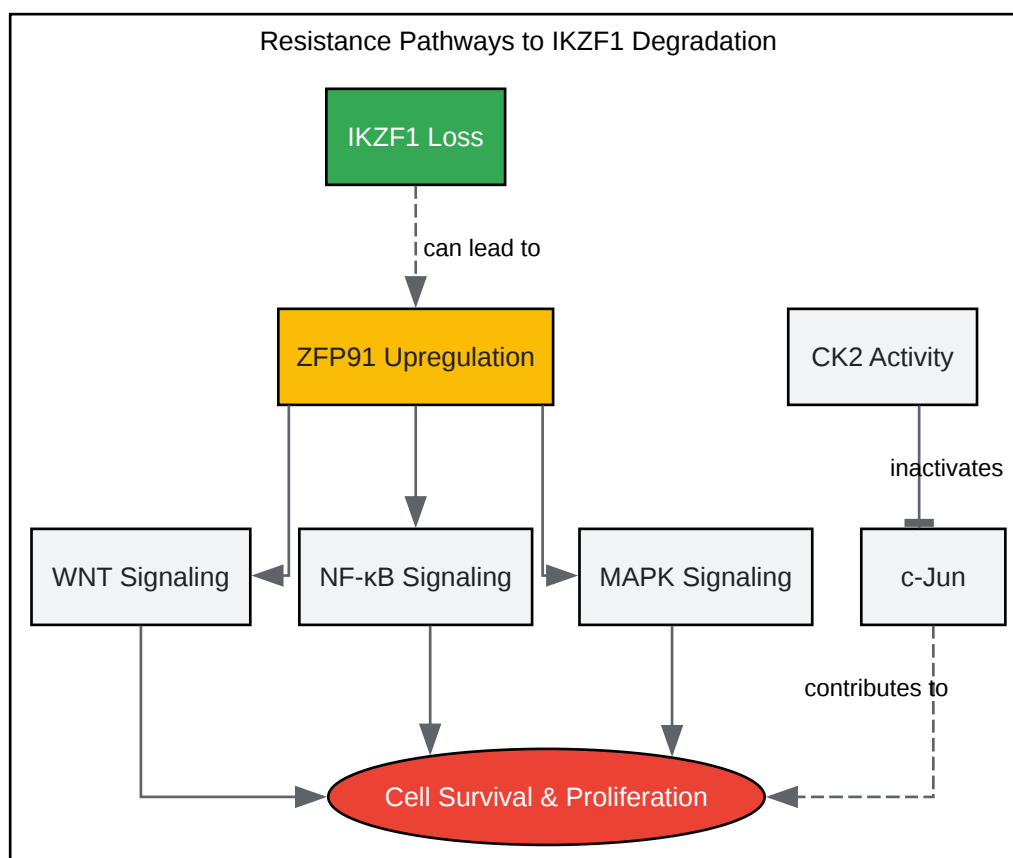 Resistance Pathways to IKZF1 Degradation
IKZF1 Loss
can lead to
ZFP91 Upregulation
CK2 Activity
inactivates
WNT Signaling
NF-κB Signaling
MAPK Signaling
c-Jun
contributes to
Cell Survival & Proliferation